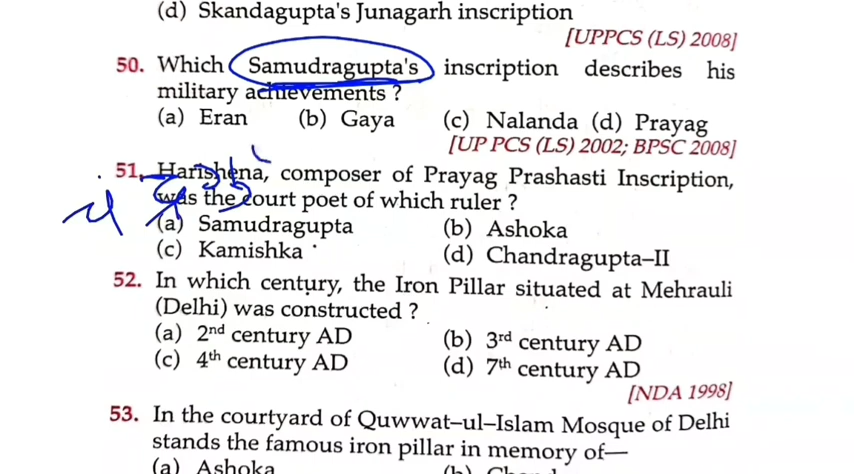 (d) Skandagupta's Junagarh inscription
[UPPCS (LS) 2008]
50. Which Samudragupta's inscription describes his
military achievements ?
(a) Eran (b) Gaya (c) Nalanda (d) Prayag
[UP PCS (LS) 2002; BPSC 2008]
51. Harishena, composer of Prayag Prashasti Inscription,
was the court poet of which ruler ?
(a) Samudragupta (b) Ashoka
(c) Kamishka (d) Chandragupta–II
52. In which century, the Iron Pillar situated at Mehrauli
(Delhi) was constructed ?
(a) 2nd century AD (b) 3rd century AD
(c) 4th century AD (d) 7th century AD
[NDA 1998]
53. In the courtyard of Quwwat–ul–Islam Mosque of Delhi
stands the famous iron pillar in memory of—
(a) Ashoka